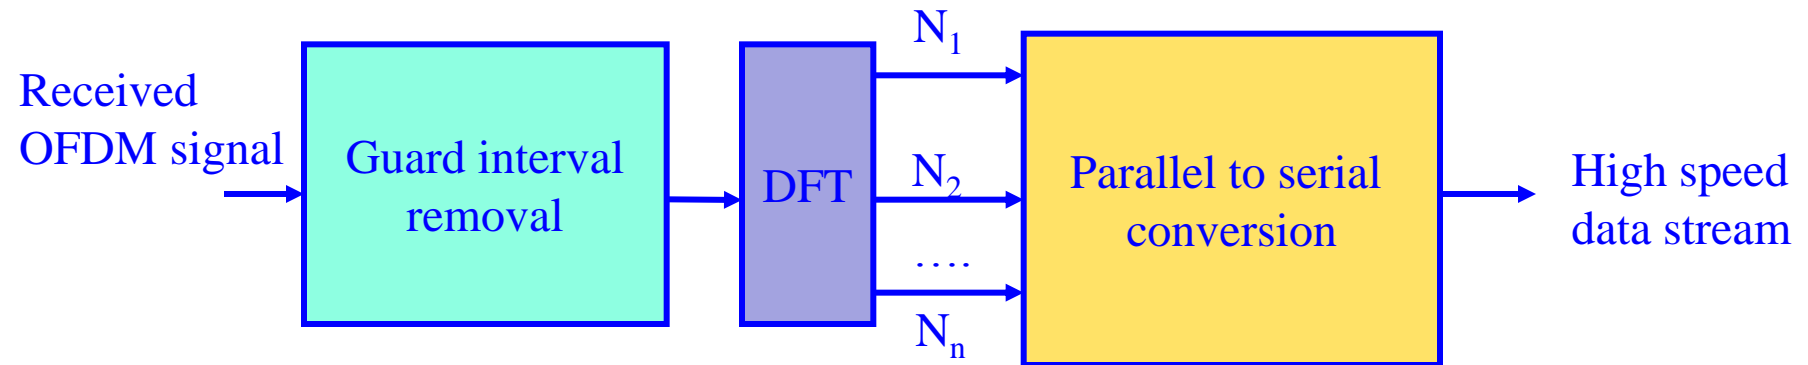 Received
OFDM signal
Guard interval
removal
DFT
N₁
N₂
....
Nₙ
Parallel to serial
conversion
High speed
data stream